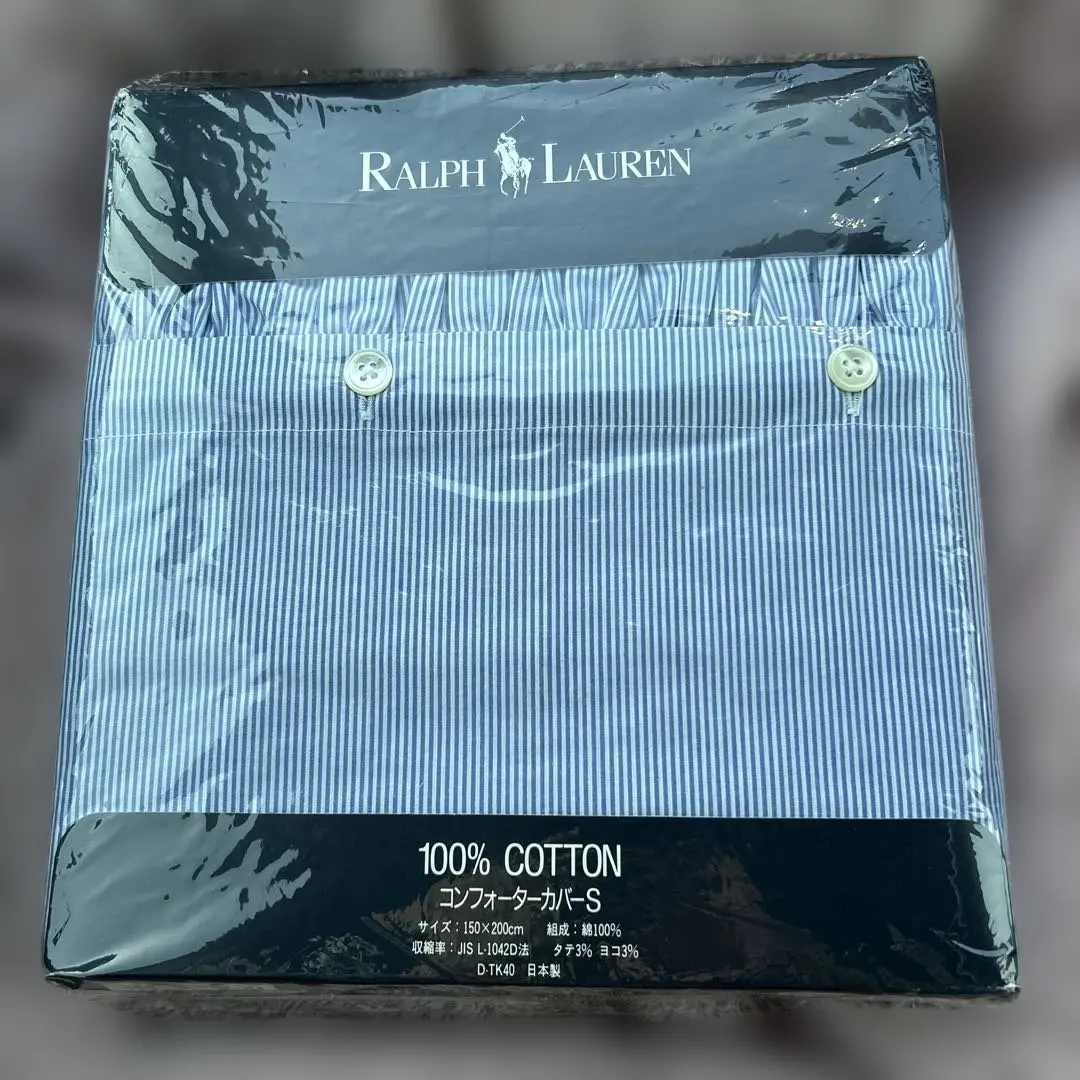 RALPH LAUREN
100% COTTON
コンフォーターカバーS
サイズ：150×200cm　組成：綿100%
収縮率：JIS L-1042D法　タテ3% ヨコ3%
D-TK40　日本製